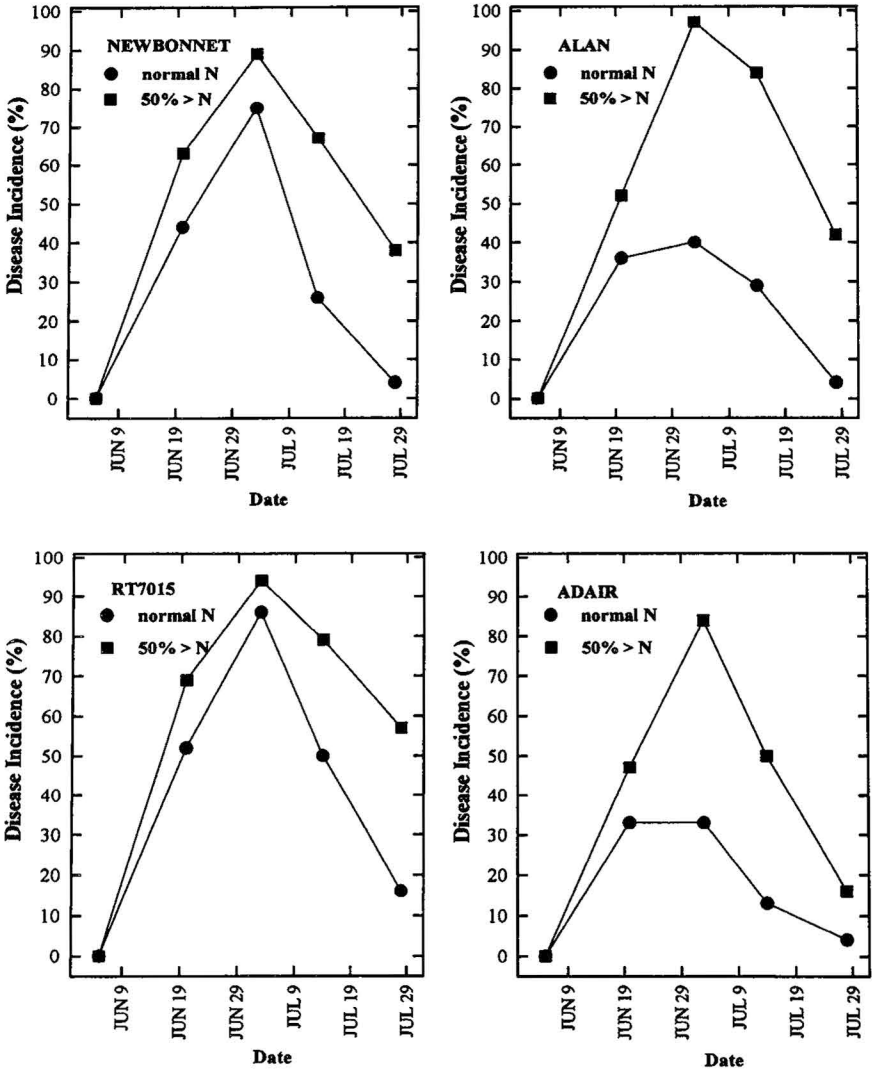 NEWBONNET
normal N
50% > N
Disease Incidence (%)
100
90
80
70
60
50
40
30
20
10
0
JUN 9
JUN 19
JUN 29
JUL 9
JUL 19
JUL 29
Date
ALAN
normal N
50% > N
Disease Incidence (%)
100
90
80
70
60
50
40
30
20
10
0
JUN 9
JUN 19
JUN 29
JUL 9
JUL 19
JUL 29
Date
RT7015
normal N
50% > N
Disease Incidence (%)
100
90
80
70
60
50
40
30
20
10
0
JUN 9
JUN 19
JUN 29
JUL 9
JUL 19
JUL 29
Date
ADAIR
normal N
50% > N
Disease Incidence (%)
100
90
80
70
60
50
40
30
20
10
0
JUN 9
JUN 19
JUN 29
JUL 9
JUL 19
JUL 29
Date